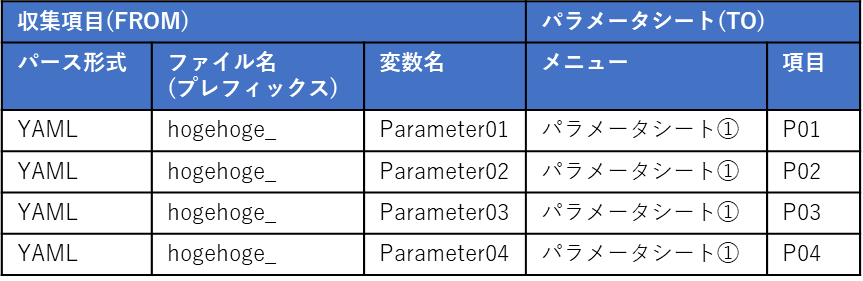 収集項目(FROM) パラメータシート(TO)
パース形式 ファイル名 変数名 メニュー 項目
(プレフィックス)
YAML hogehoge_ Parameter01 パラメータシート① P01
YAML hogehoge_ Parameter02 パラメータシート① P02
YAML hogehoge_ Parameter03 パラメータシート① P03
YAML hogehoge_ Parameter04 パラメータシート① P04